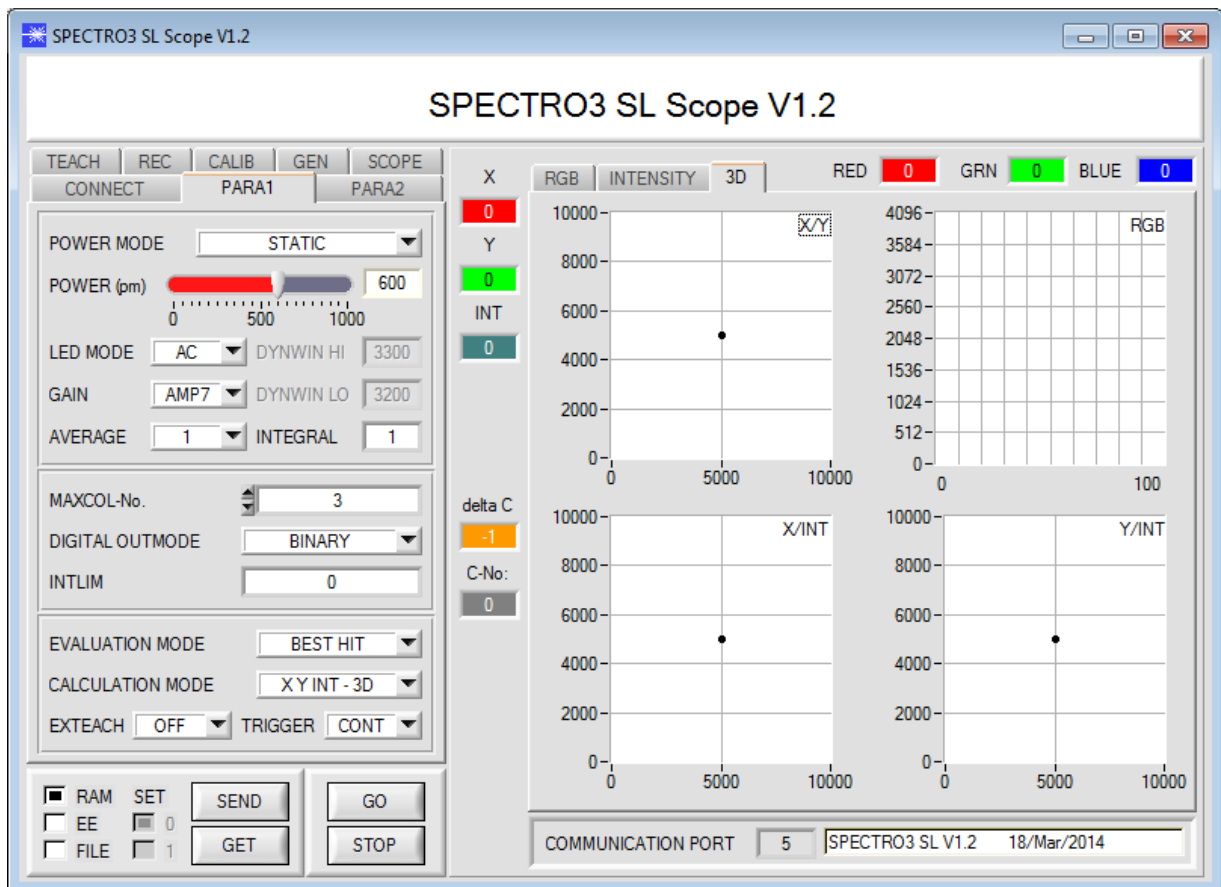 SPECTRO3 SL Scope V1.2
SPECTRO3 SL Scope V1.2
TEACH REC CALIB GEN SCOPE
CONNECT PARA1 PARA2
POWER MODE STATIC
POWER (pm) 600
0 500 1000
LED MODE AC DYNWIN HI 3300
GAIN AMP7 DYNWIN LO 3200
AVERAGE 1 INTEGRAL 1
MAXCOL-No. 3
DIGITAL OUTMODE BINARY
INTLIM 0
EVALUATION MODE BEST HIT
CALCULATION MODE X Y INT - 3D
EXTEACH OFF TRIGGER CONT
RAM SET SEND GO
EE 0
FILE 1 GET STOP
X
0
Y
0
INT
0
delta C
-1
C-No:
0
RGB INTENSITY 3D RED 0 GRN 0 BLUE 0
X/Y
10000
8000
6000
4000
2000
0
0 5000 10000
RGB
4096
3584
3072
2560
2048
1536
1024
512
0
0 100
X/INT
10000
8000
6000
4000
2000
0
0 5000 10000
Y/INT
10000
8000
6000
4000
2000
0
0 5000 10000
COMMUNICATION PORT 5 SPECTRO3 SL V1.2 18/Mar/2014